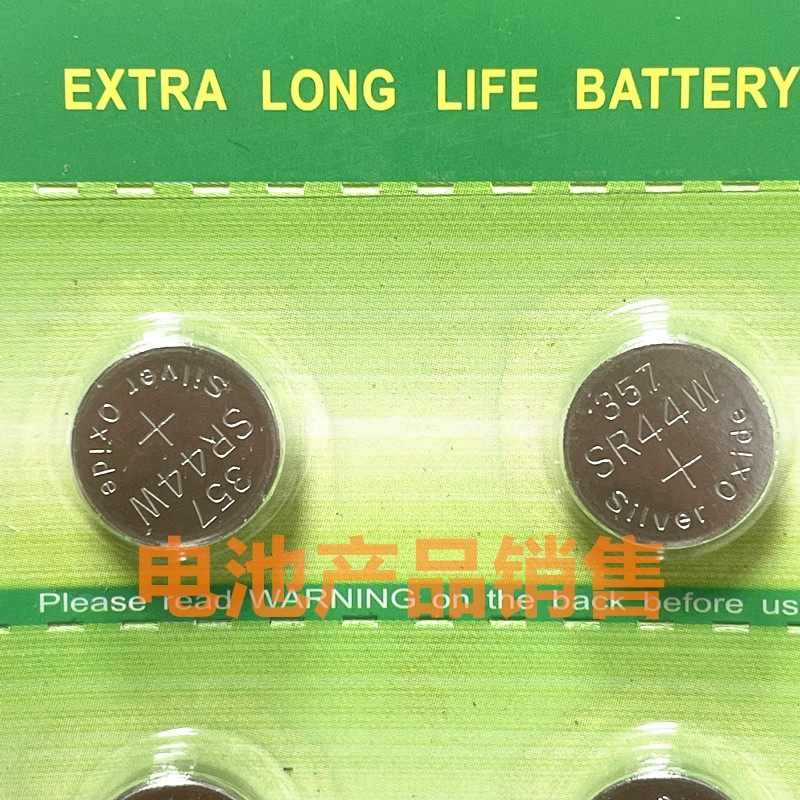 EXTRA LONG LIFE BATTERY
SR44W
357
Silver Oxide
357
SR44W
Silver Oxide
电池产品销售
Please read WARNING on the back before us